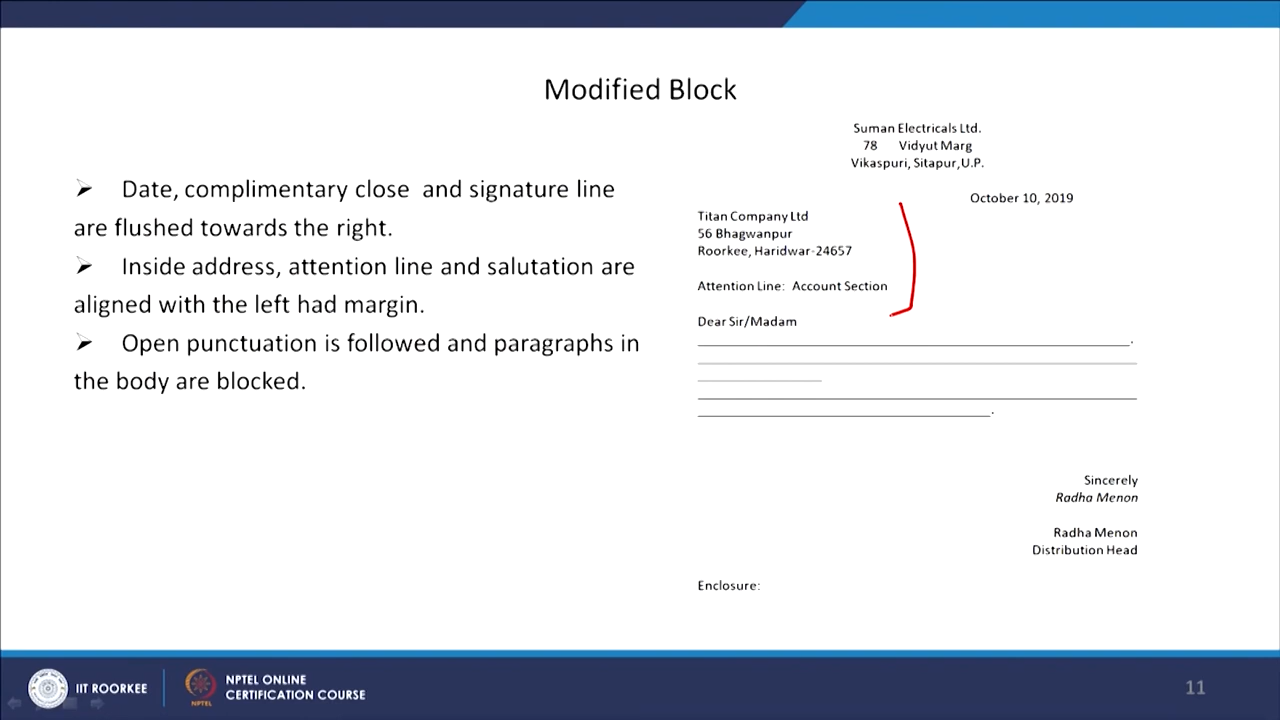 Modified Block
➢ Date, complimentary close and signature line
are flushed towards the right.
➢ Inside address, attention line and salutation are
aligned with the left had margin.
➢ Open punctuation is followed and paragraphs in
the body are blocked.
Suman Electricals Ltd.
78 Vidyut Marg
Vikaspuri, Sitapur,U.P.
October 10, 2019
Titan Company Ltd
56 Bhagwanpur
Roorkee, Haridwar-24657
Attention Line: Account Section
Dear Sir/Madam
Sincerely
Radha Menon
Radha Menon
Distribution Head
Enclosure:
IIT ROORKEE
NPTEL
NPTEL ONLINE
CERTIFICATION COURSE
11